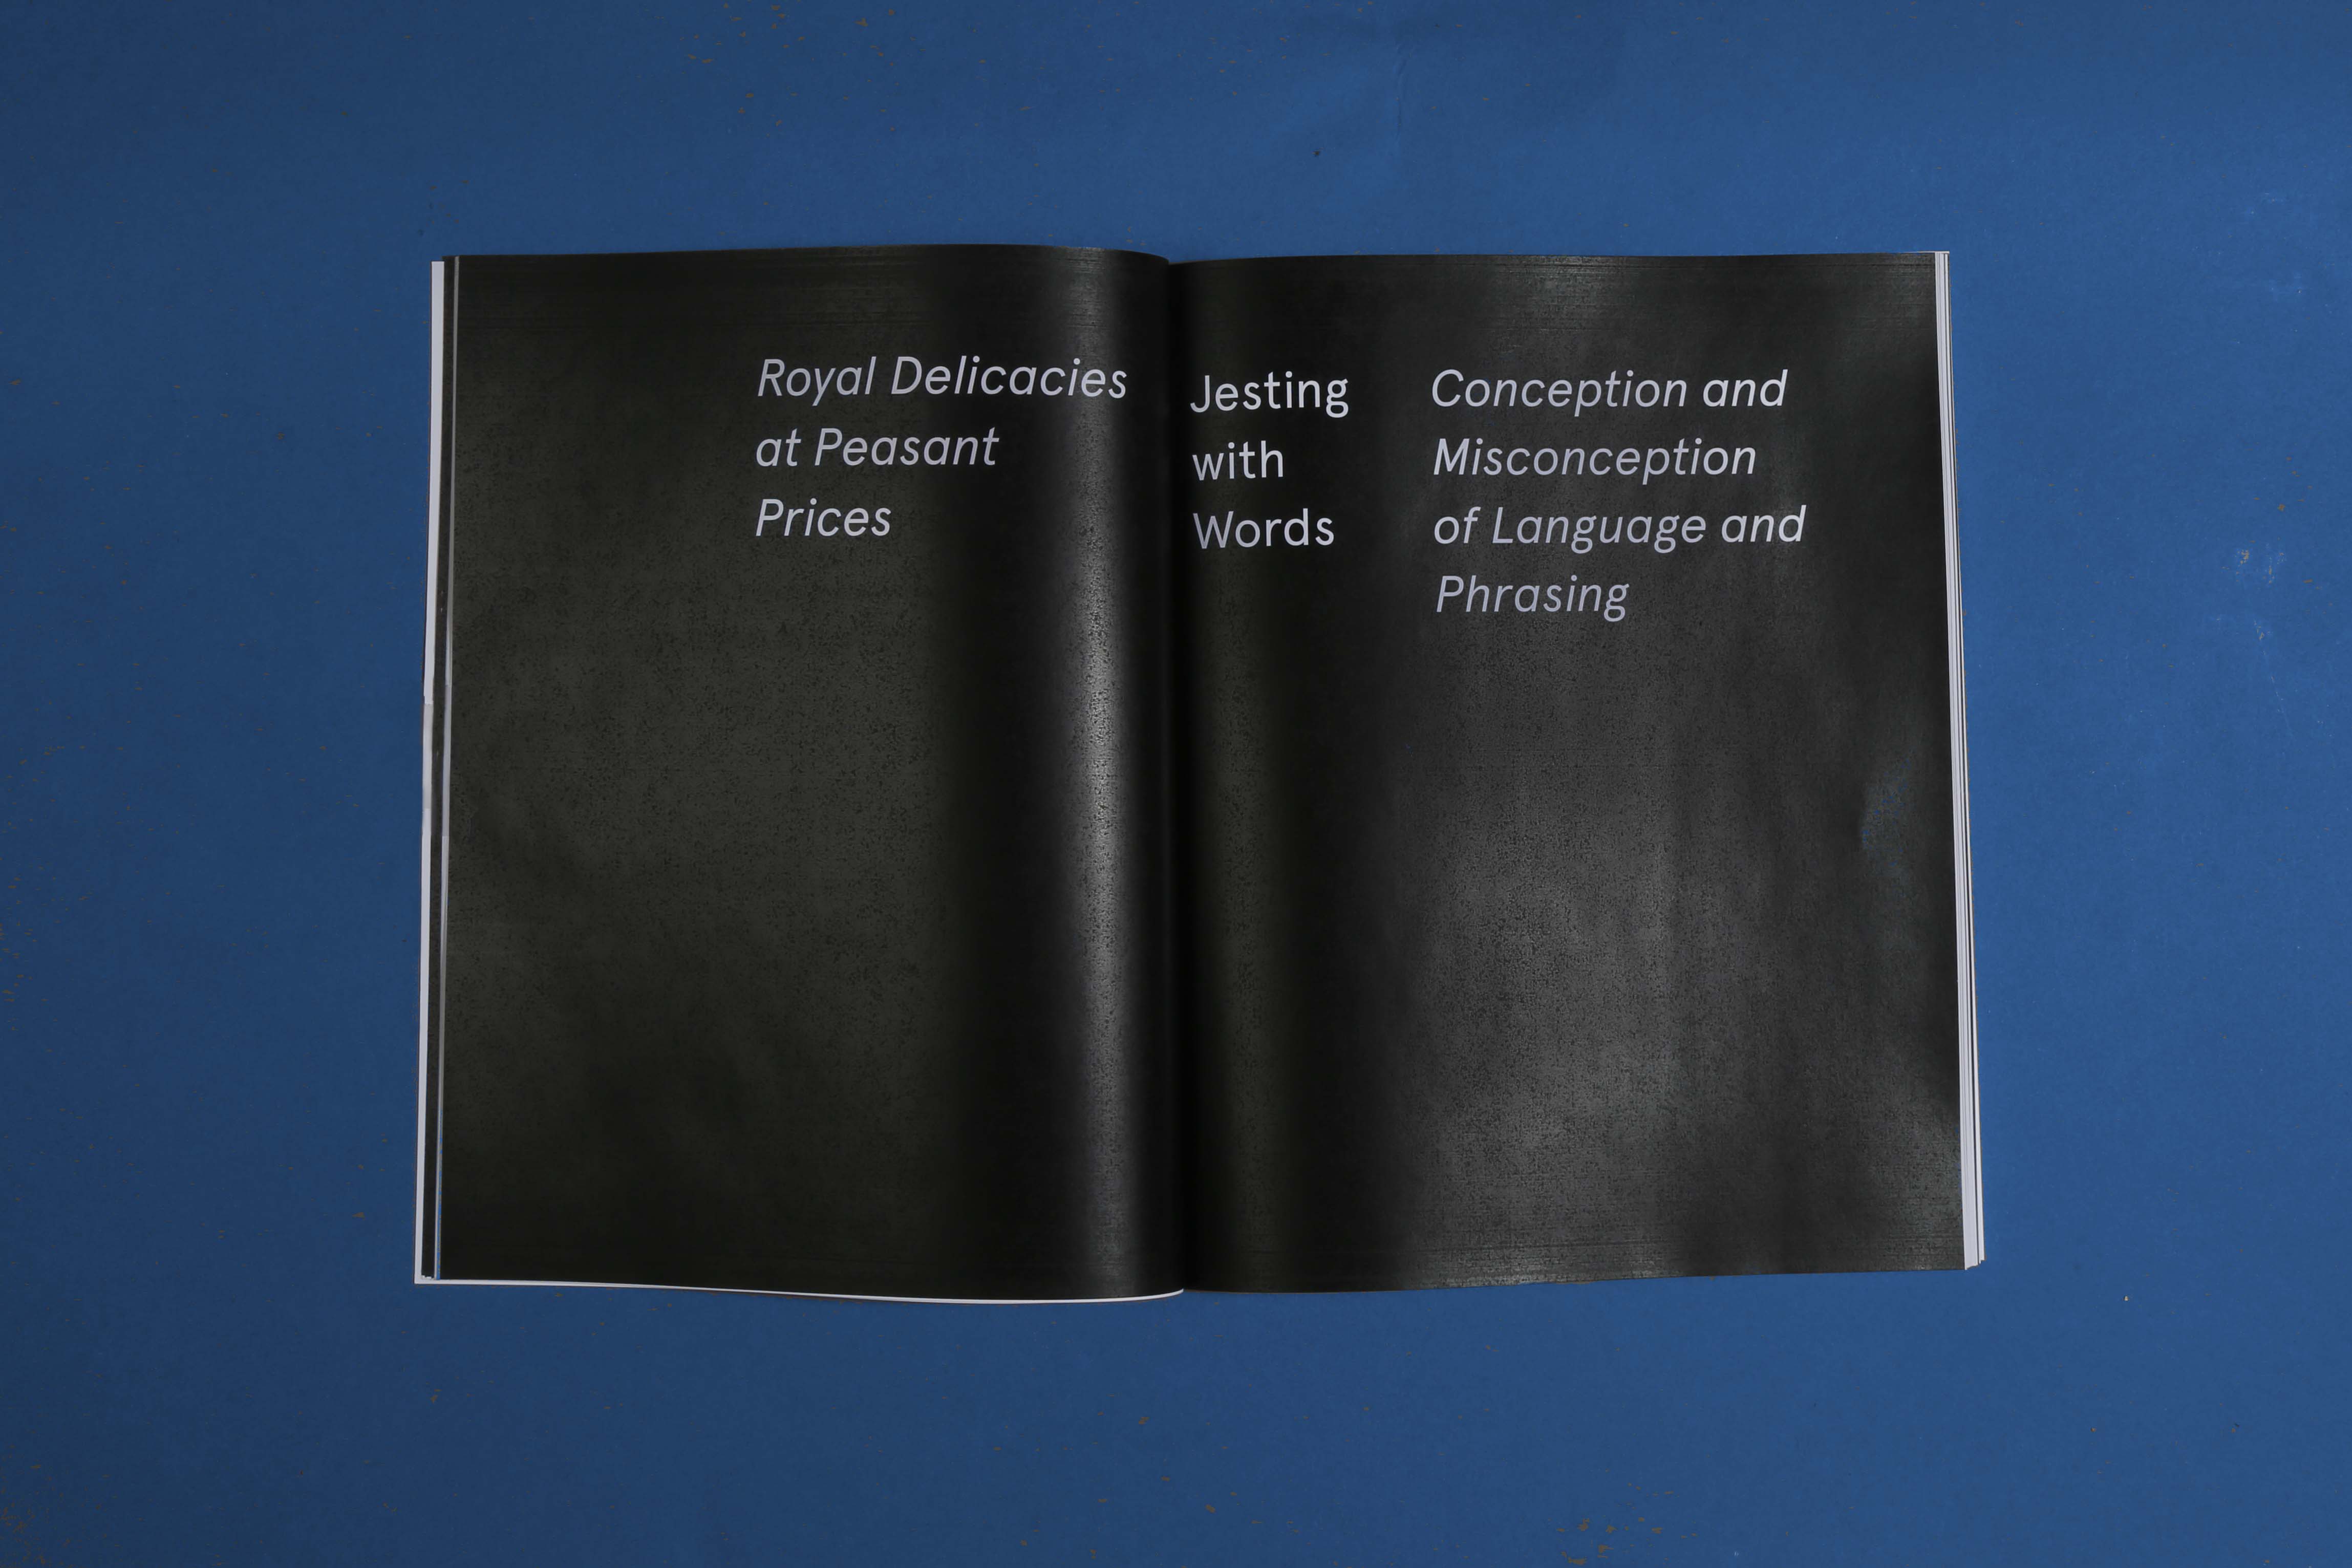 Royal Delicacies
at Peasant
Prices
Jesting
with
Words
Conception and
Misconception
of Language and
Phrasing